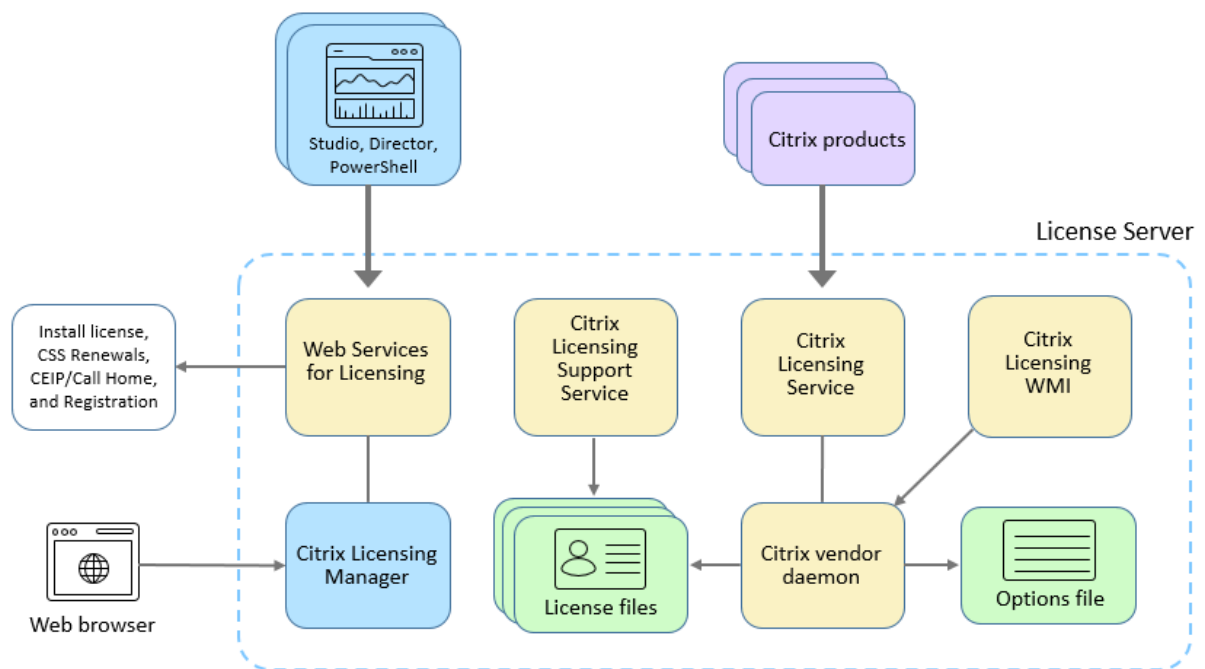 Studio, Director,
PowerShell
Citrix products
License Server
Install license,
CSS Renewals,
CEIP/Call Home,
and Registration
Web Services
for Licensing
Citrix
Licensing
Support
Service
Citrix
Licensing
Service
Citrix
Licensing
WMI
Web browser
Citrix Licensing
Manager
License files
Citrix vendor
daemon
Options file